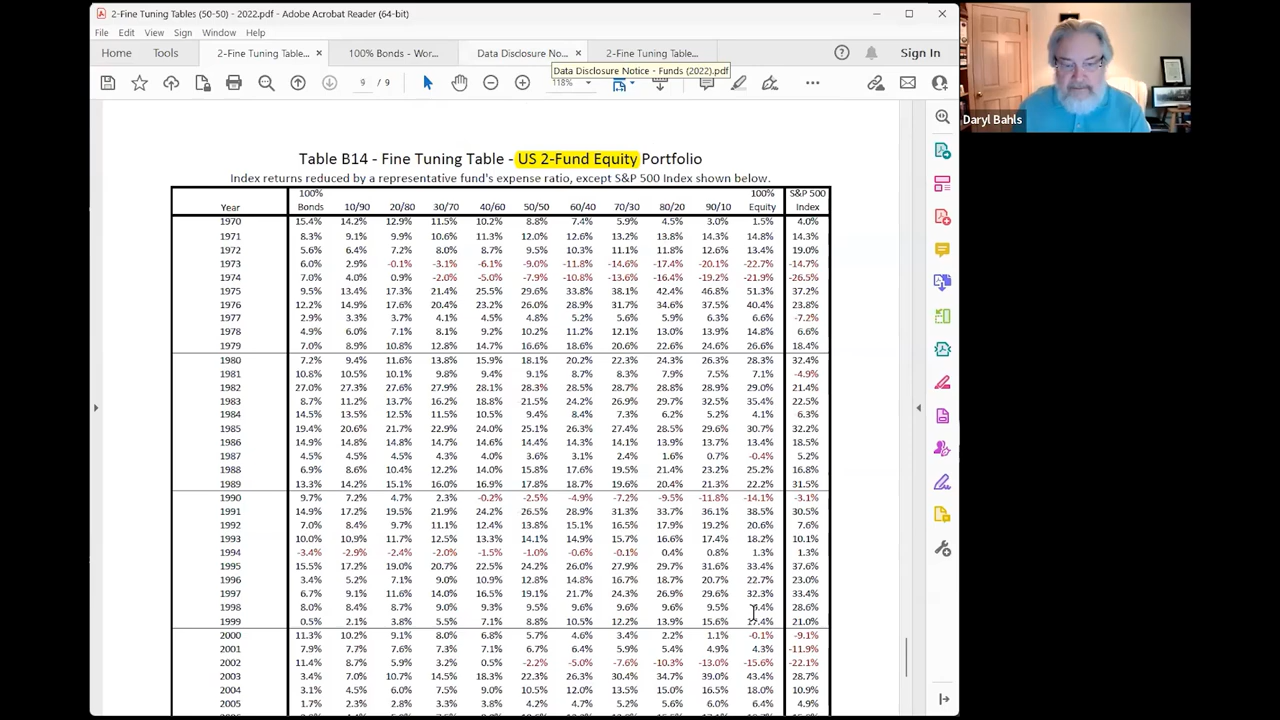 2-Fine Tuning Tables (50-50) - 2022.pdf - Adobe Acrobat Reader (64-bit)
File Edit View Sign Window Help
Home Tools 2-Fine Tuning Table... 100% Bonds - Wor... Data Disclosure No... 2-Fine Tuning Table... Sign In
Data Disclosure Notice - Funds (2022).pdf
9 / 9 118%
Daryl Bahls
Table B14 - Fine Tuning Table - US 2-Fund Equity Portfolio
Index returns reduced by a representative fund's expense ratio, except S&P 500 Index shown below.
100% 100% S&P 500
Year Bonds 10/90 20/80 30/70 40/60 50/50 60/40 70/30 80/20 90/10 Equity Index
1970 15.4% 14.2% 12.9% 11.5% 10.2% 8.8% 7.4% 5.9% 4.5% 3.0% 1.5% 4.0%
1971 8.3% 9.1% 9.9% 10.6% 11.3% 12.0% 12.6% 13.2% 13.8% 14.3% 14.8% 14.3%
1972 5.6% 6.4% 7.2% 8.0% 8.7% 9.5% 10.3% 11.1% 11.8% 12.6% 13.4% 19.0%
1973 6.0% 2.9% -0.1% -3.1% -6.1% -9.0% -11.8% -14.6% -17.4% -20.1% -22.7% -14.7%
1974 7.0% 4.0% 0.9% -2.0% -5.0% -7.9% -10.8% -13.6% -16.4% -19.2% -21.9% -26.5%
1975 9.5% 13.4% 17.3% 21.4% 25.5% 29.6% 33.8% 38.1% 42.4% 46.8% 51.3% 37.2%
1976 12.2% 14.9% 17.6% 20.4% 23.2% 26.0% 28.9% 31.7% 34.6% 37.5% 40.4% 23.8%
1977 2.9% 3.3% 3.7% 4.1% 4.5% 4.8% 5.2% 5.6% 5.9% 6.3% 6.6% -7.2%
1978 4.9% 6.0% 7.1% 8.1% 9.2% 10.2% 11.2% 12.1% 13.0% 13.9% 14.8% 6.6%
1979 7.0% 8.9% 10.8% 12.8% 14.7% 16.6% 18.6% 20.6% 22.6% 24.6% 26.6% 18.4%
1980 7.2% 9.4% 11.6% 13.8% 15.9% 18.1% 20.2% 22.3% 24.3% 26.3% 28.3% 32.4%
1981 10.8% 10.5% 10.1% 9.8% 9.4% 9.1% 8.7% 8.3% 7.9% 7.5% 7.1% -4.9%
1982 27.0% 27.3% 27.6% 27.9% 28.1% 28.3% 28.5% 28.7% 28.8% 28.9% 29.0% 21.4%
1983 8.7% 11.2% 13.7% 16.2% 18.8% 21.5% 24.2% 26.9% 29.7% 32.5% 35.4% 22.5%
1984 14.5% 13.5% 12.5% 11.5% 10.5% 9.4% 8.4% 7.3% 6.2% 5.2% 4.1% 6.3%
1985 19.4% 20.6% 21.7% 22.9% 24.0% 25.1% 26.3% 27.4% 28.5% 29.6% 30.7% 32.2%
1986 14.9% 14.8% 14.8% 14.7% 14.6% 14.4% 14.3% 14.1% 13.9% 13.7% 13.4% 18.5%
1987 4.5% 4.5% 4.5% 4.3% 4.0% 3.6% 3.1% 2.4% 1.6% 0.7% -0.4% 5.2%
1988 6.9% 8.6% 10.4% 12.2% 14.0% 15.8% 17.6% 19.5% 21.4% 23.2% 25.2% 16.8%
1989 13.3% 14.2% 15.1% 16.0% 16.9% 17.8% 18.7% 19.6% 20.4% 21.3% 22.2% 31.5%
1990 9.7% 7.2% 4.7% 2.3% -0.2% -2.5% -4.9% -7.2% -9.5% -11.8% -14.1% -3.1%
1991 14.9% 17.2% 19.5% 21.9% 24.2% 26.5% 28.9% 31.3% 33.7% 36.1% 38.5% 30.5%
1992 7.0% 8.4% 9.7% 11.1% 12.4% 13.8% 15.1% 16.5% 17.9% 19.2% 20.6% 7.6%
1993 10.0% 10.9% 11.7% 12.5% 13.3% 14.1% 14.9% 15.7% 16.6% 17.4% 18.2% 10.1%
1994 -3.4% -2.9% -2.4% -2.0% -1.5% -1.0% -0.6% -0.1% 0.4% 0.8% 1.3% 1.3%
1995 15.5% 17.2% 19.0% 20.7% 22.5% 24.2% 26.0% 27.9% 29.7% 31.6% 33.4% 37.6%
1996 3.4% 5.2% 7.1% 9.0% 10.9% 12.8% 14.8% 16.7% 18.7% 20.7% 22.7% 23.0%
1997 6.7% 9.1% 11.6% 14.0% 16.5% 19.1% 21.7% 24.3% 26.9% 29.6% 32.3% 33.4%
1998 8.0% 8.4% 8.7% 9.0% 9.3% 9.5% 9.6% 9.6% 9.6% 9.5% 28.6%
1999 0.5% 2.1% 3.8% 5.5% 7.1% 8.8% 10.5% 12.2% 13.9% 15.6% 17.4% 21.0%
2000 11.3% 10.2% 9.1% 8.0% 6.8% 5.7% 4.6% 3.4% 2.2% 1.1% -0.1% -9.1%
2001 7.9% 7.7% 7.6% 7.3% 7.1% 6.7% 6.4% 5.9% 5.4% 4.9% 4.3% -11.9%
2002 11.4% 8.7% 5.9% 3.2% 0.5% -2.2% -5.0% -7.6% -10.3% -13.0% -15.6% -22.1%
2003 3.4% 7.0% 10.7% 14.5% 18.3% 22.3% 26.3% 30.4% 34.7% 39.0% 43.4% 28.7%
2004 3.1% 4.5% 6.0% 7.5% 9.0% 10.5% 12.0% 13.5% 15.0% 16.5% 18.0% 10.9%
2005 1.7% 2.3% 2.8% 3.3% 3.8% 4.2% 4.7% 5.2% 5.6% 6.0% 6.4% 4.9%